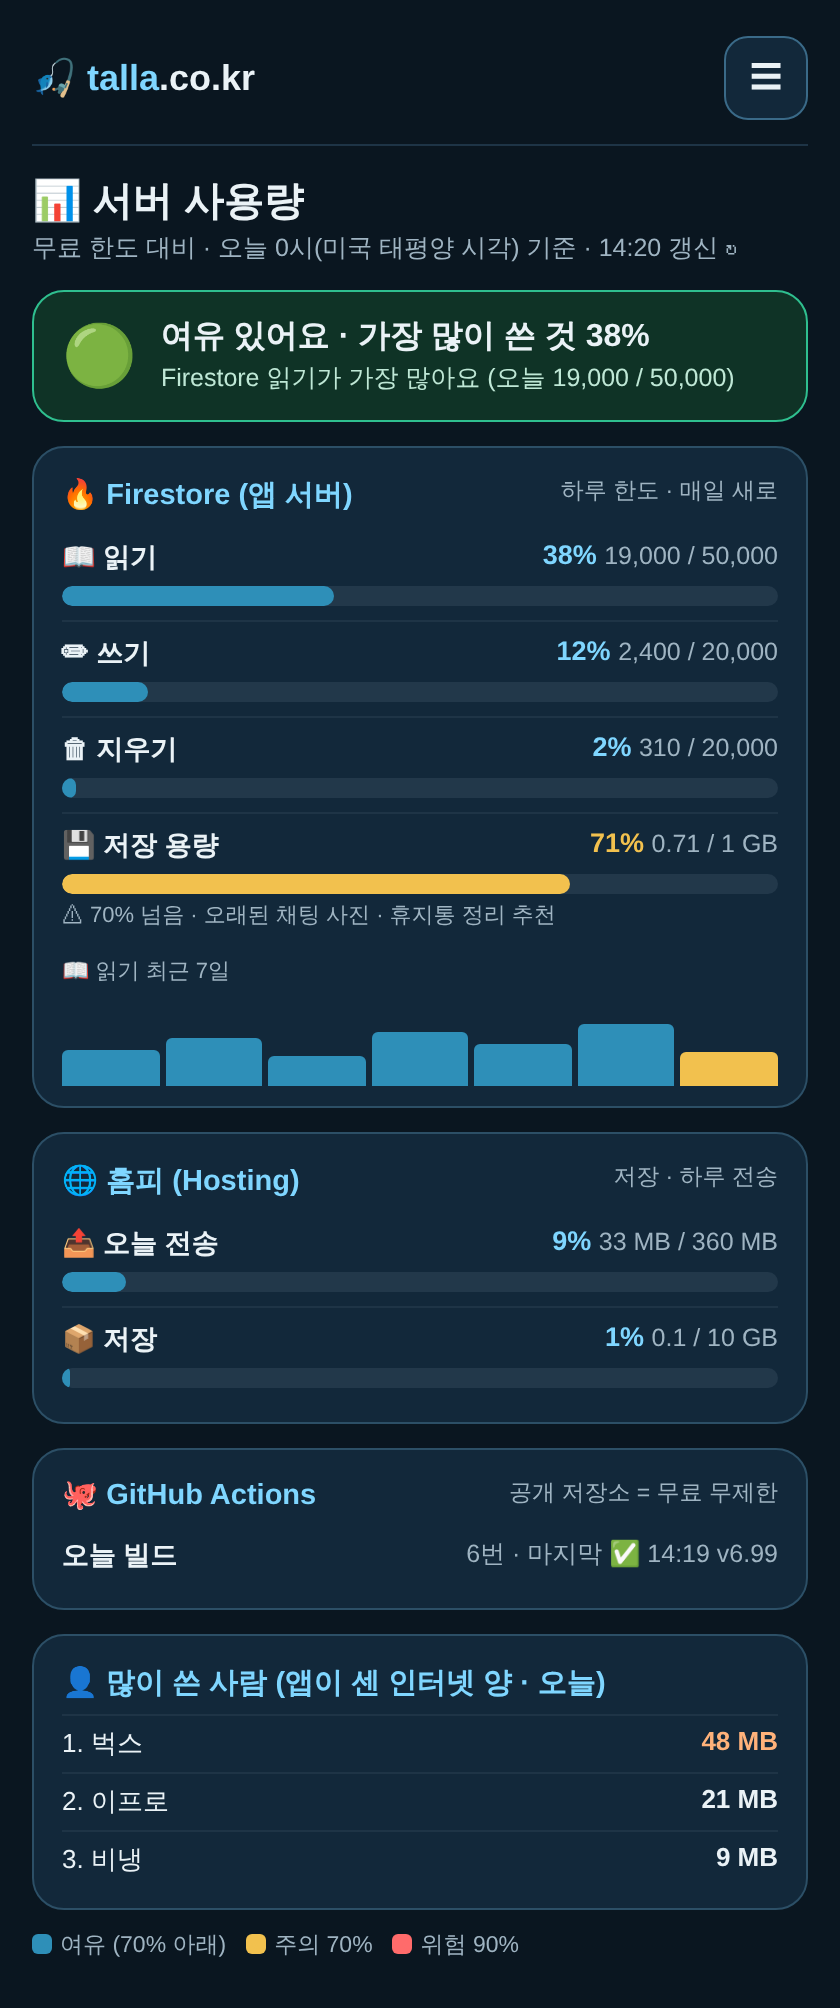 talla.co.kr
📊 서버 사용량
무료 한도 대비 · 오늘 0시(미국 태평양 시각) 기준 · 14:20 갱신 ↻
여유 있어요 · 가장 많이 쓴 것 38%
Firestore 읽기가 가장 많아요 (오늘 19,000 / 50,000)
🔥 Firestore (앱 서버) 하루 한도 · 매일 새로
📖 읽기 38% 19,000 / 50,000
✏ 쓰기 12% 2,400 / 20,000
🗑 지우기 2% 310 / 20,000
💾 저장 용량 71% 0.71 / 1 GB
⚠ 70% 넘음 · 오래된 채팅 사진 · 휴지통 정리 추천
📖 읽기 최근 7일
🌐 홈피 (Hosting) 저장 · 하루 전송
📤 오늘 전송 9% 33 MB / 360 MB
📦 저장 1% 0.1 / 10 GB
🐙 GitHub Actions 공개 저장소 = 무료 무제한
오늘 빌드 6번 · 마지막 ✅ 14:19 v6.99
👤 많이 쓴 사람 (앱이 센 인터넷 양 · 오늘)
1. 벅스 48 MB
2. 이프로 21 MB
3. 비냉 9 MB
여유 (70% 아래) 주의 70% 위험 90%